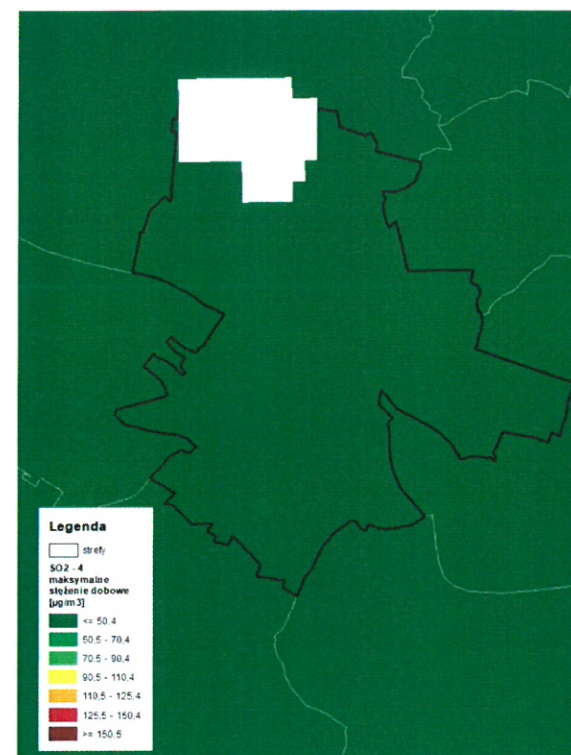 Legenda
strefy
SO2 - 4
maksymalne
stężenie dobowe
[µg/m3]
<= 50,4
50,5 - 70,4
70,5 - 90,4
90,5 - 110,4
110,5 - 125,4
125,5 - 150,4
>= 150,5